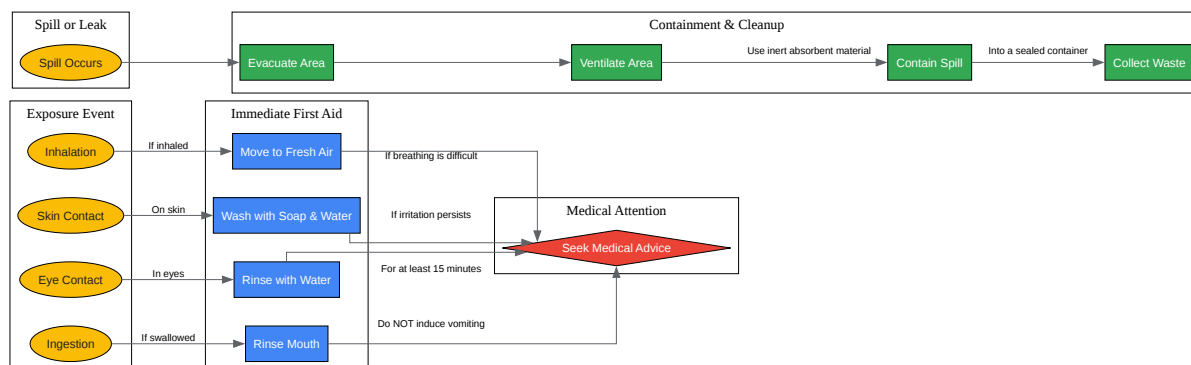 Spill or Leak
Containment & Cleanup
Spill Occurs
Evacuate Area
Ventilate Area
Use inert absorbent material
Contain Spill
Into a sealed container
Collect Waste
Exposure Event
Immediate First Aid
Inhalation
If inhaled
Move to Fresh Air
If breathing is difficult
Skin Contact
On skin
Wash with Soap & Water
If irritation persists
Medical Attention
Seek Medical Advice
Eye Contact
In eyes
Rinse with Water
For at least 15 minutes
Ingestion
If swallowed
Rinse Mouth
Do NOT induce vomiting